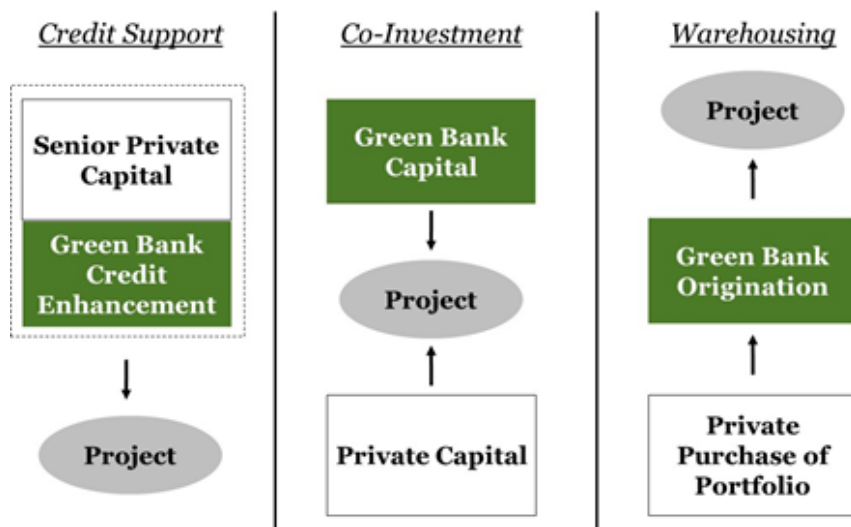 Credit Support
Senior Private
Capital
Green Bank
Credit
Enhancement
Project
Co-Investment
Green Bank
Capital
Project
Private Capital
Warehousing
Project
Green Bank
Origination
Private
Purchase of
Portfolio